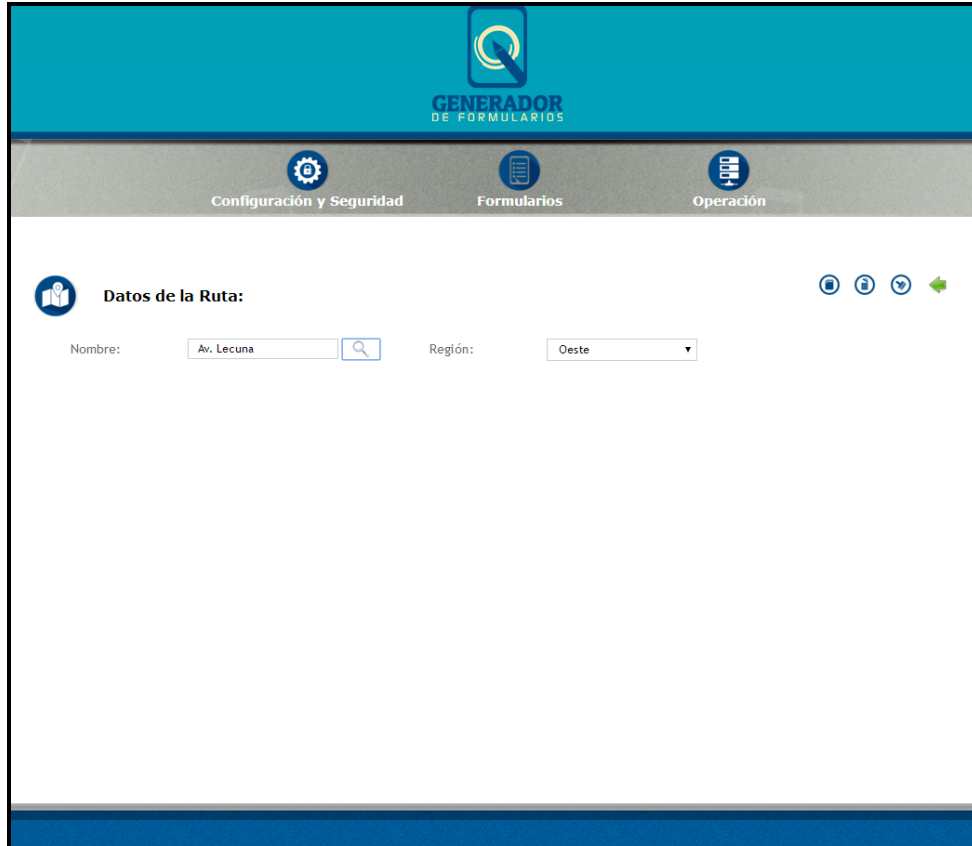 GENERADOR
DE FORMULARIOS
Configuración y Seguridad
Formularios
Operación
Datos de la Ruta:
Nombre:
Av. Lecuna
Región:
Oeste